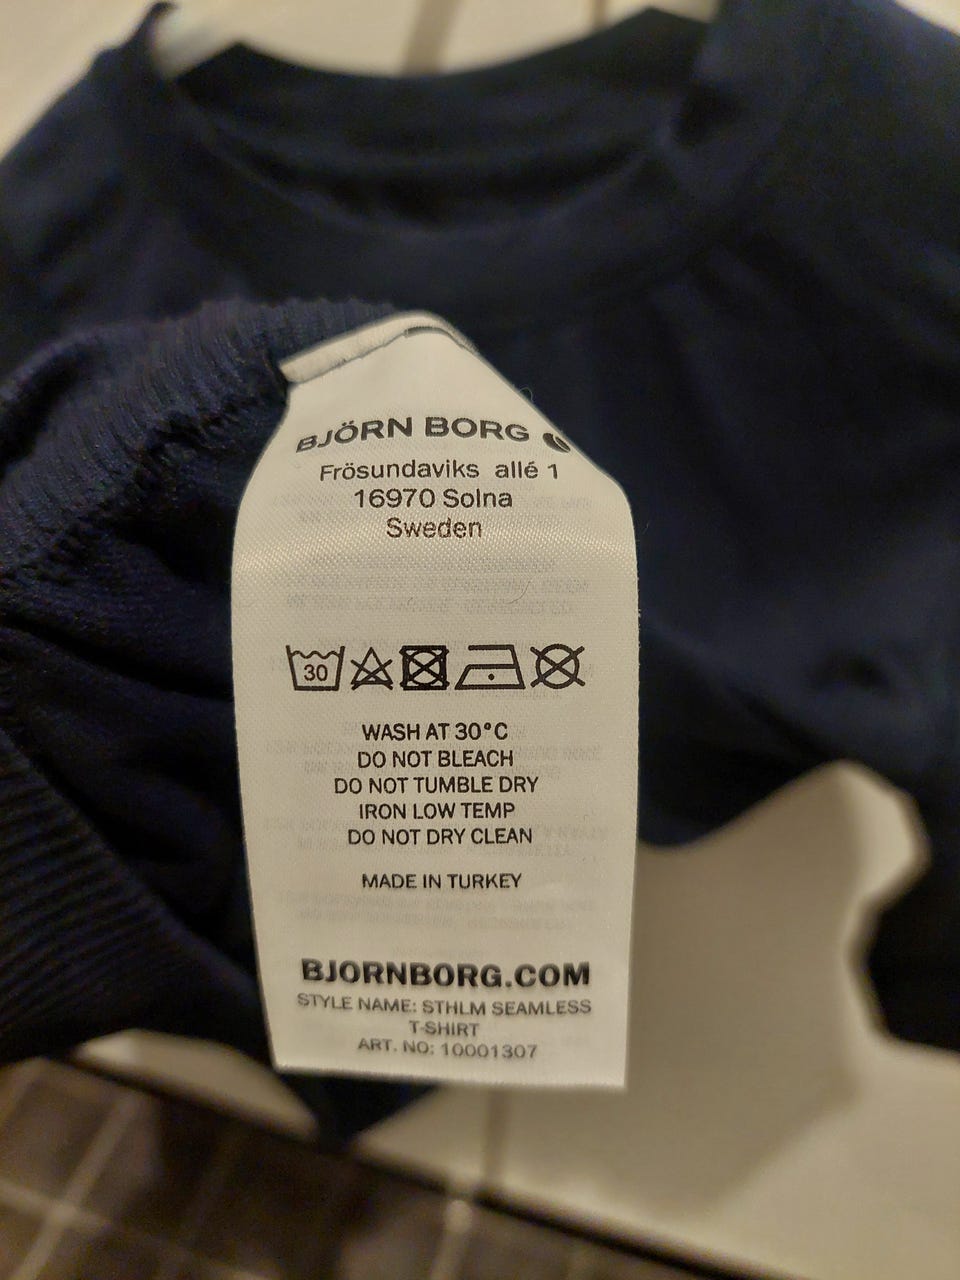 BJÖRN BORG
Frösundaviks allé 1
16970 Solna
Sweden
30
WASH AT 30°C
DO NOT BLEACH
DO NOT TUMBLE DRY
IRON LOW TEMP
DO NOT DRY CLEAN
MADE IN TURKEY
BJORNBORG.COM
STYLE NAME: STHLM SEAMLESS
T-SHIRT
ART. NO: 10001307